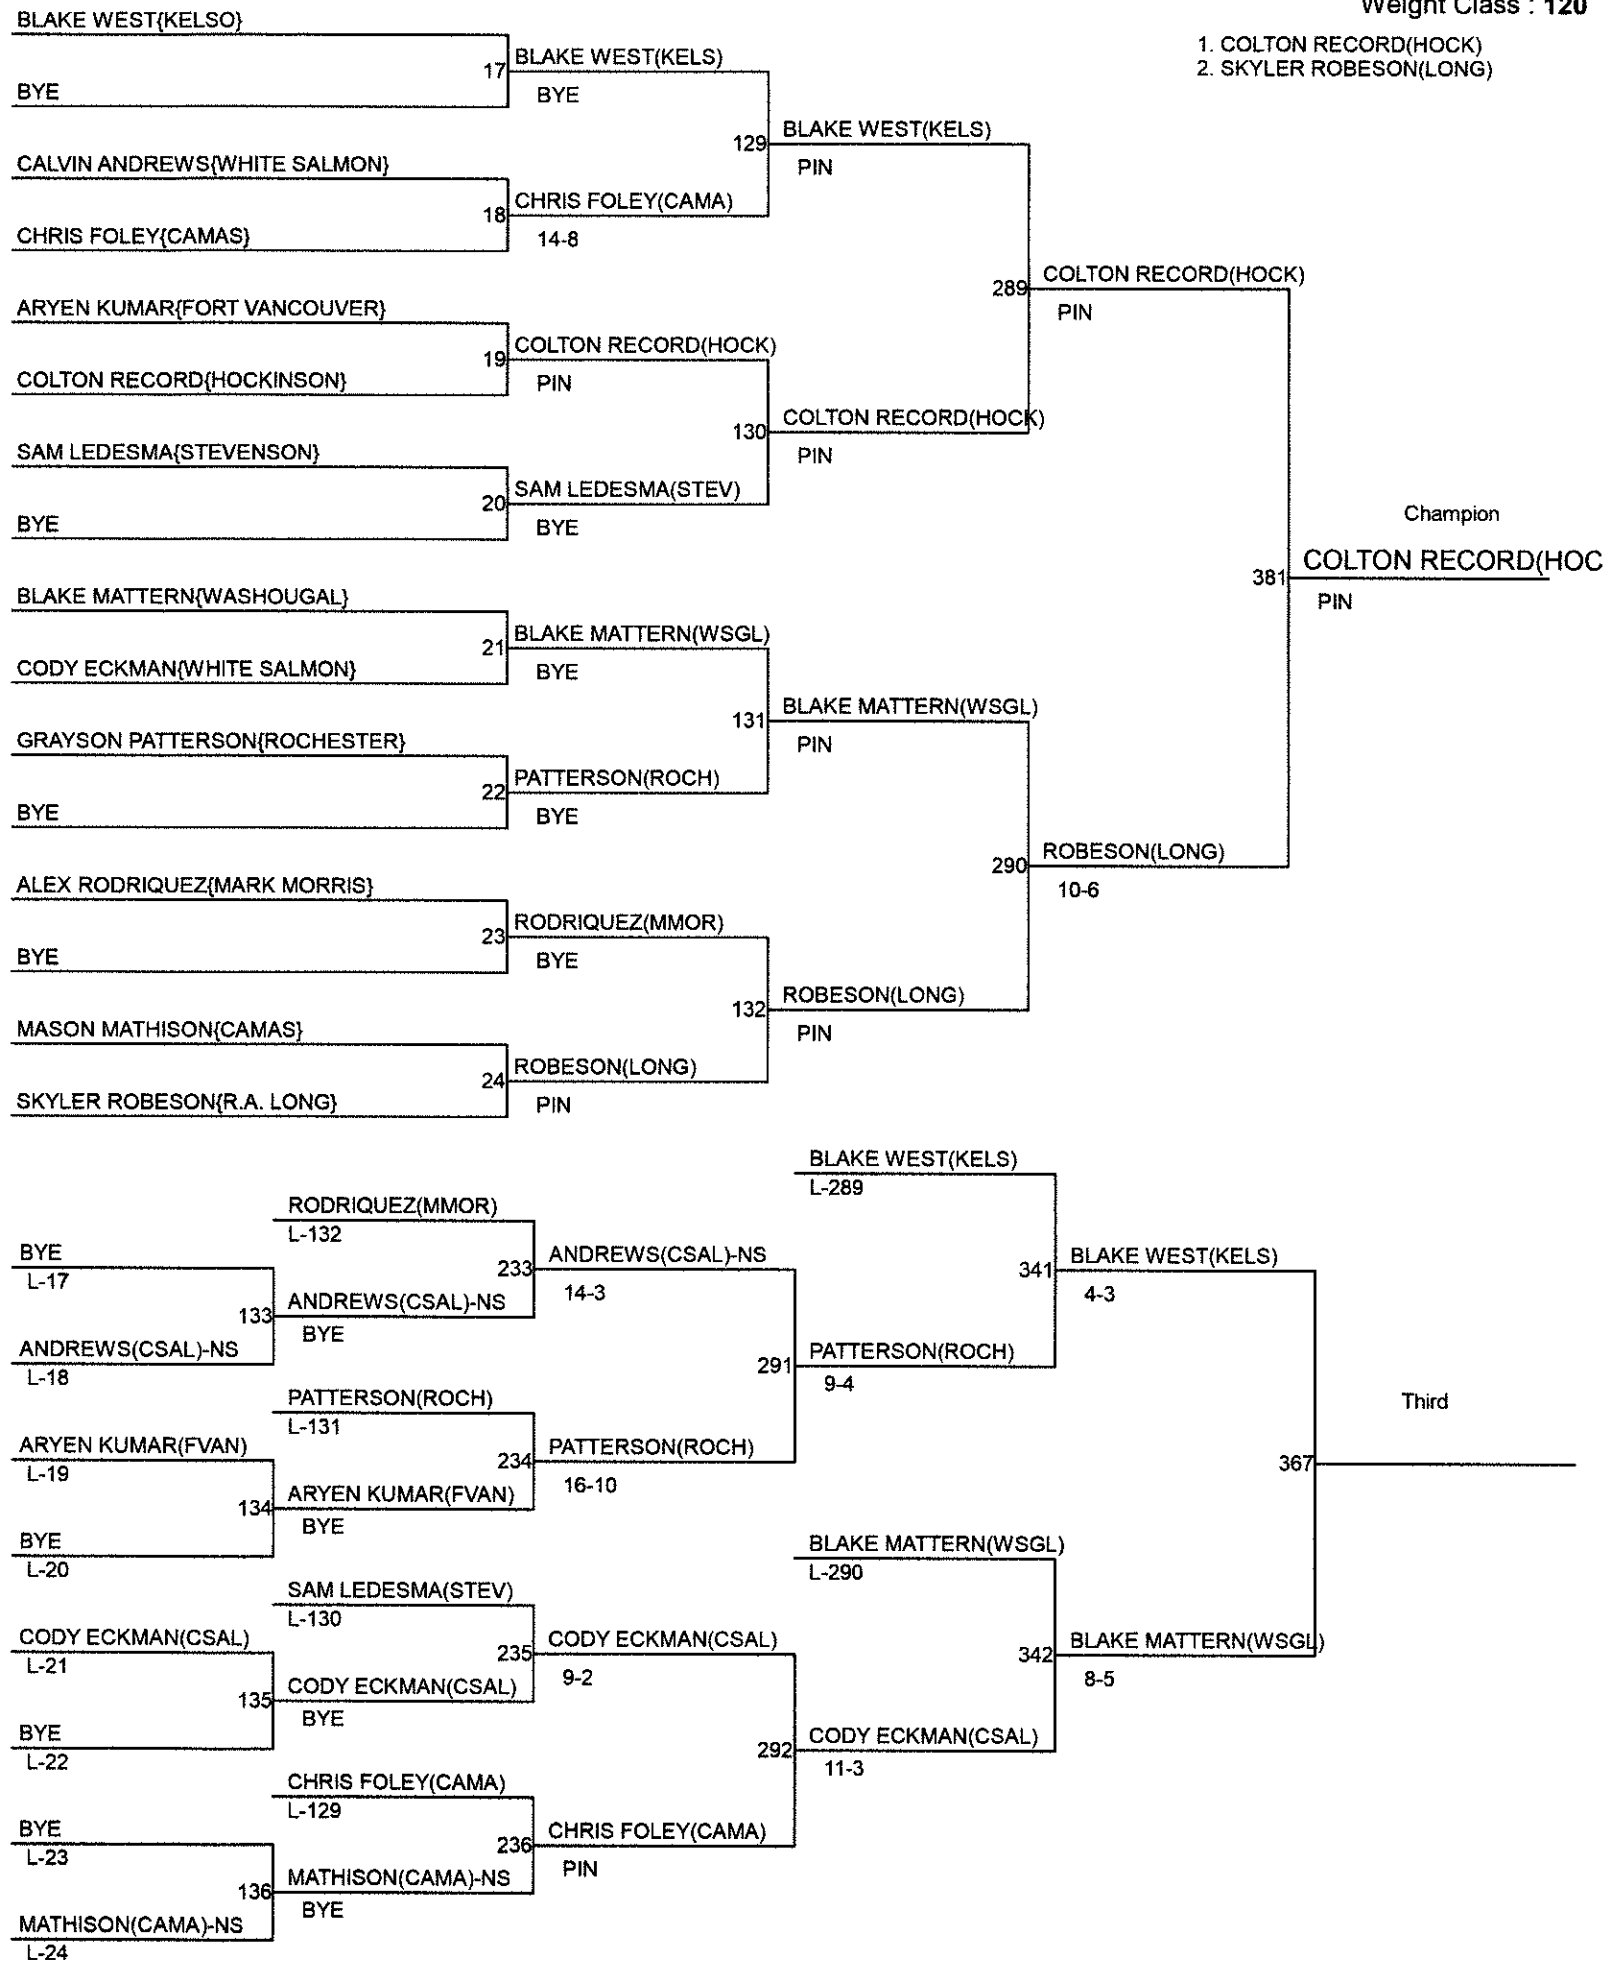 Weight Class : 120
1. COLTON RECORD(HOCK)
2. SKYLER ROBESON(LONG)
BLAKE WEST{KELSO}
17
BLAKE WEST(KELS)
BYE
BYE
129
BLAKE WEST(KELS)
PIN
CALVIN ANDREWS{WHITE SALMON}
18
CHRIS FOLEY(CAMA)
14-8
CHRIS FOLEY{CAMAS}
289
COLTON RECORD(HOCK)
PIN
ARYEN KUMAR{FORT VANCOUVER}
19
COLTON RECORD(HOCK)
PIN
COLTON RECORD{HOCKINSON}
130
COLTON RECORD(HOCK)
PIN
SAM LEDESMA{STEVENSON}
20
SAM LEDESMA(STEV)
BYE
BYE
Champion
381
COLTON RECORD(HOC
PIN
BLAKE MATTERN{WASHOUGAL}
21
BLAKE MATTERN(WSGL)
BYE
CODY ECKMAN{WHITE SALMON}
131
BLAKE MATTERN(WSGL)
PIN
GRAYSON PATTERSON{ROCHESTER}
22
PATTERSON(ROCH)
BYE
BYE
290
ROBESON(LONG)
10-6
ALEX RODRIQUEZ{MARK MORRIS}
23
RODRIQUEZ(MMOR)
BYE
BYE
132
ROBESON(LONG)
PIN
MASON MATHISON{CAMAS}
24
ROBESON(LONG)
PIN
SKYLER ROBESON{R.A. LONG}
BLAKE WEST(KELS)
L-289
RODRIQUEZ(MMOR)
L-132
BYE
L-17
233
ANDREWS(CSAL)-NS
14-3
341
BLAKE WEST(KELS)
4-3
133
ANDREWS(CSAL)-NS
BYE
ANDREWS(CSAL)-NS
L-18
291
PATTERSON(ROCH)
9-4
PATTERSON(ROCH)
L-131
Third
ARYEN KUMAR(FVAN)
L-19
234
PATTERSON(ROCH)
16-10
367
134
ARYEN KUMAR(FVAN)
BYE
BYE
L-20
BLAKE MATTERN(WSGL)
L-290
SAM LEDESMA(STEV)
L-130
CODY ECKMAN(CSAL)
L-21
235
CODY ECKMAN(CSAL)
9-2
342
BLAKE MATTERN(WSGL)
8-5
135
CODY ECKMAN(CSAL)
BYE
BYE
L-22
292
CODY ECKMAN(CSAL)
11-3
CHRIS FOLEY(CAMA)
L-129
BYE
L-23
236
CHRIS FOLEY(CAMA)
PIN
136
MATHISON(CAMA)-NS
BYE
MATHISON(CAMA)-NS
L-24